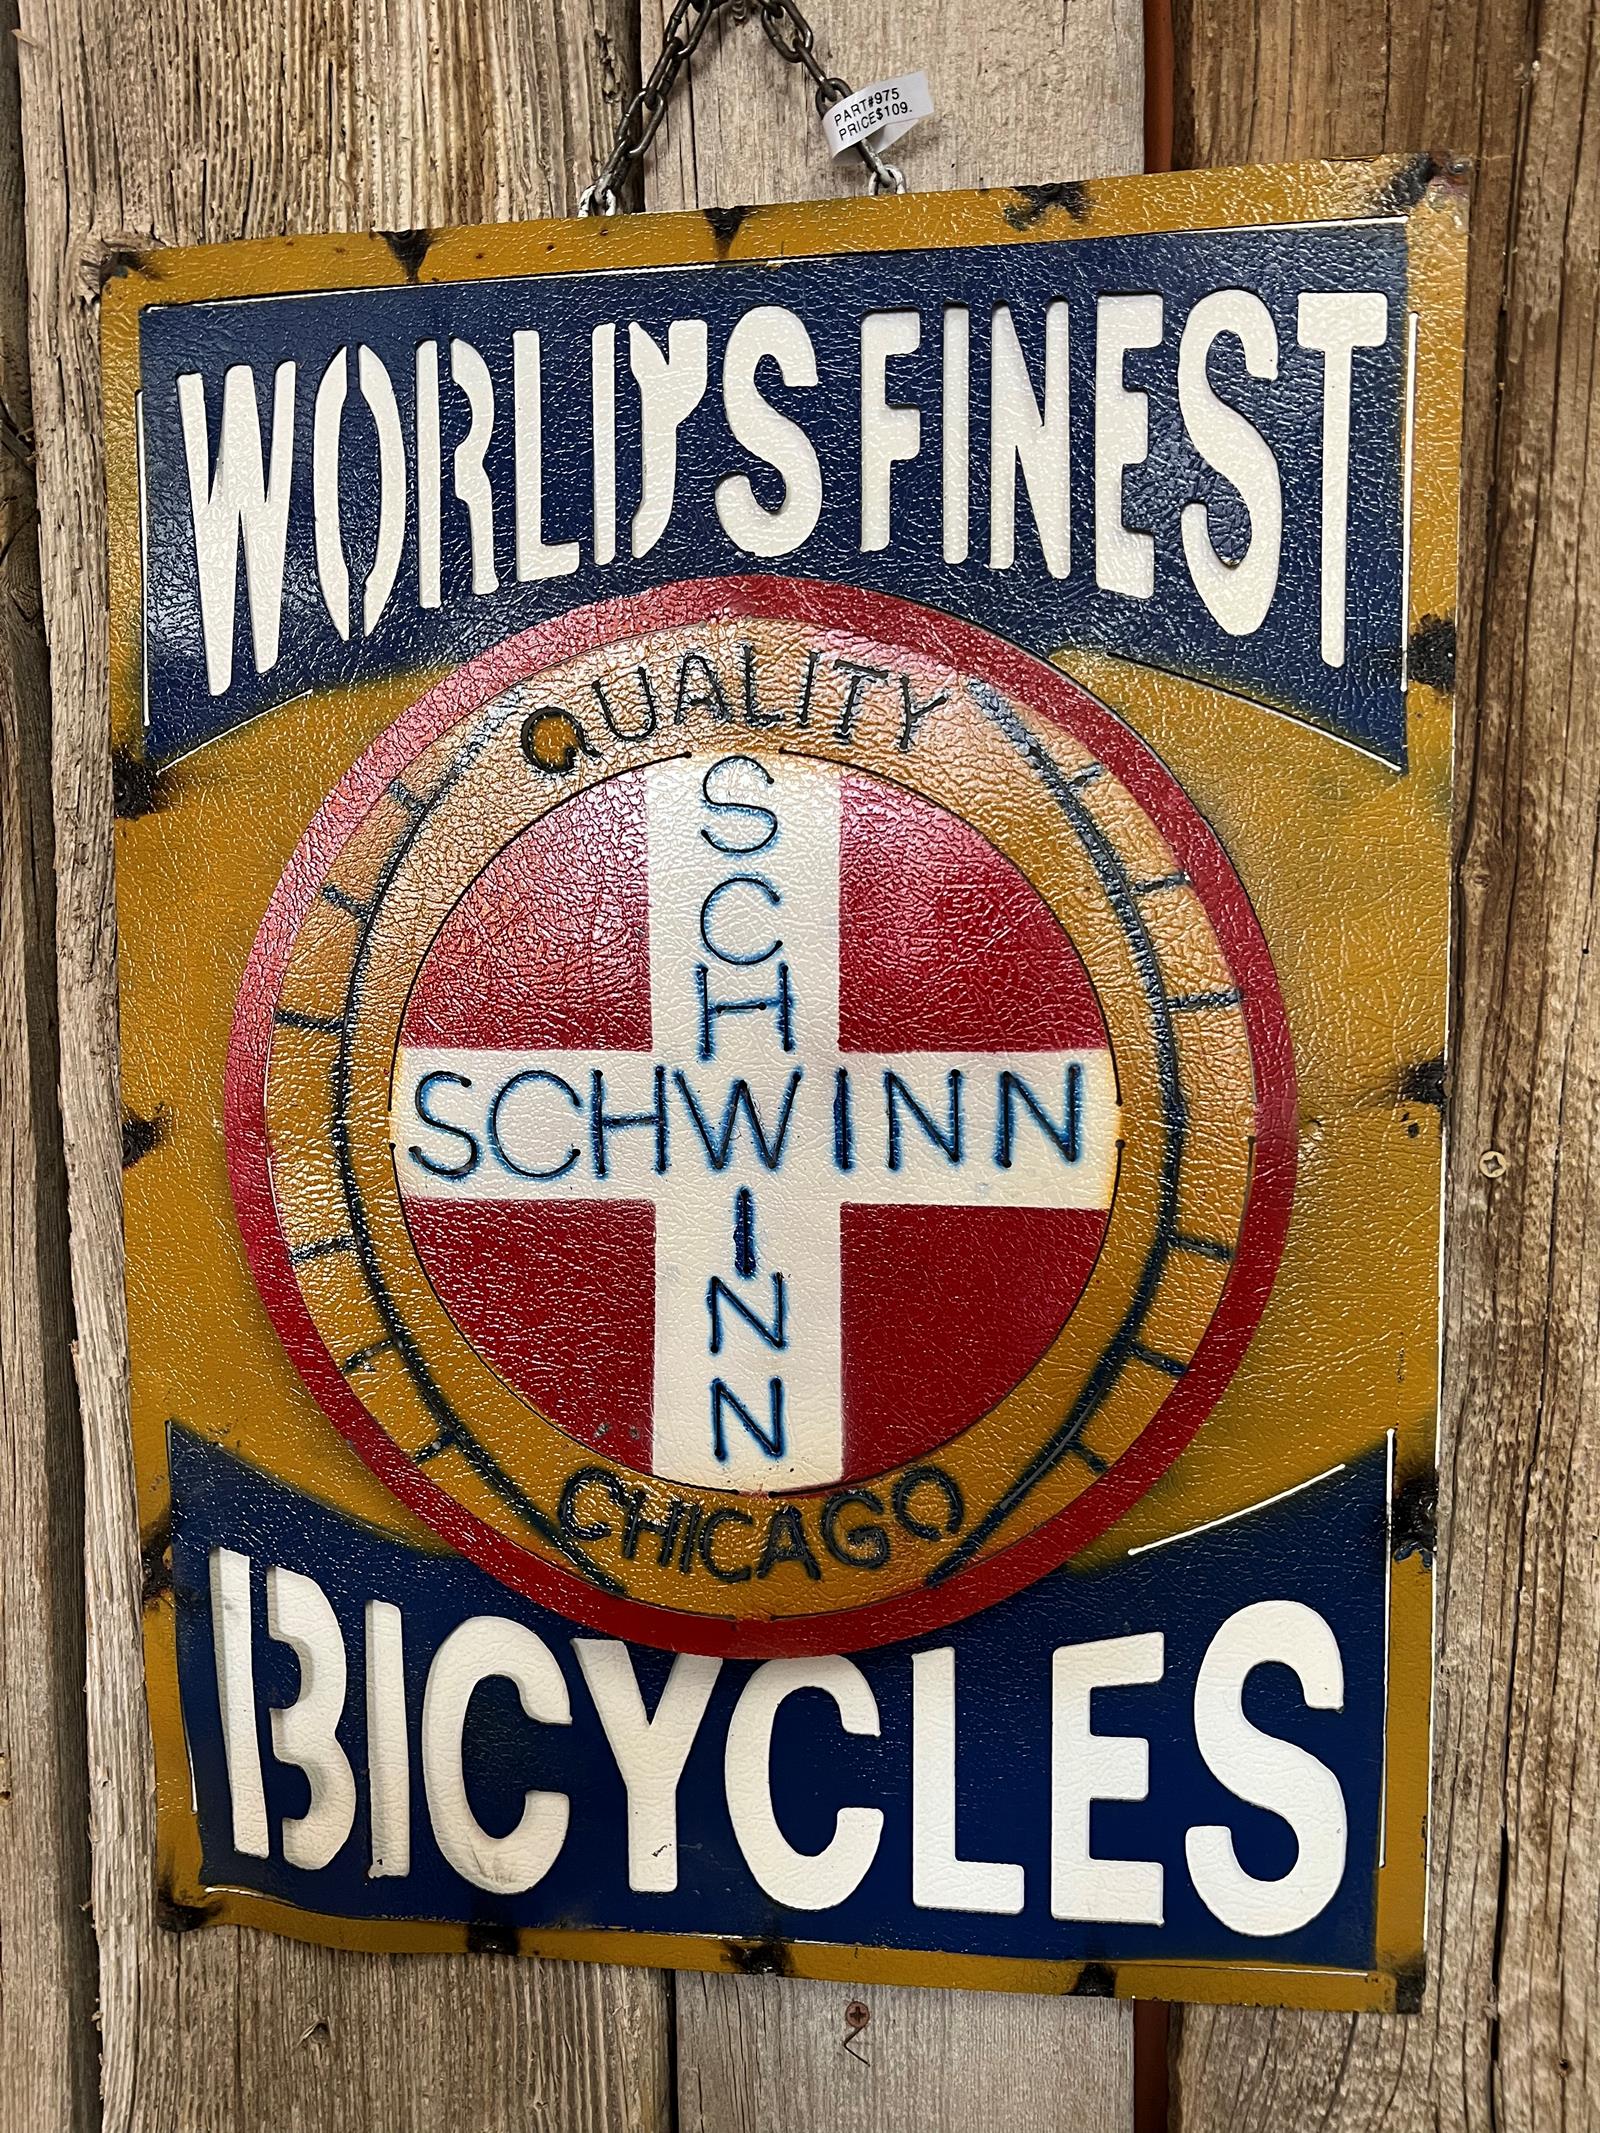 PART#975
PRICE$109.
WORLD'S FINEST
QUALITY
SCHWINN
SCHWINN
CHICAGO
BICYCLES